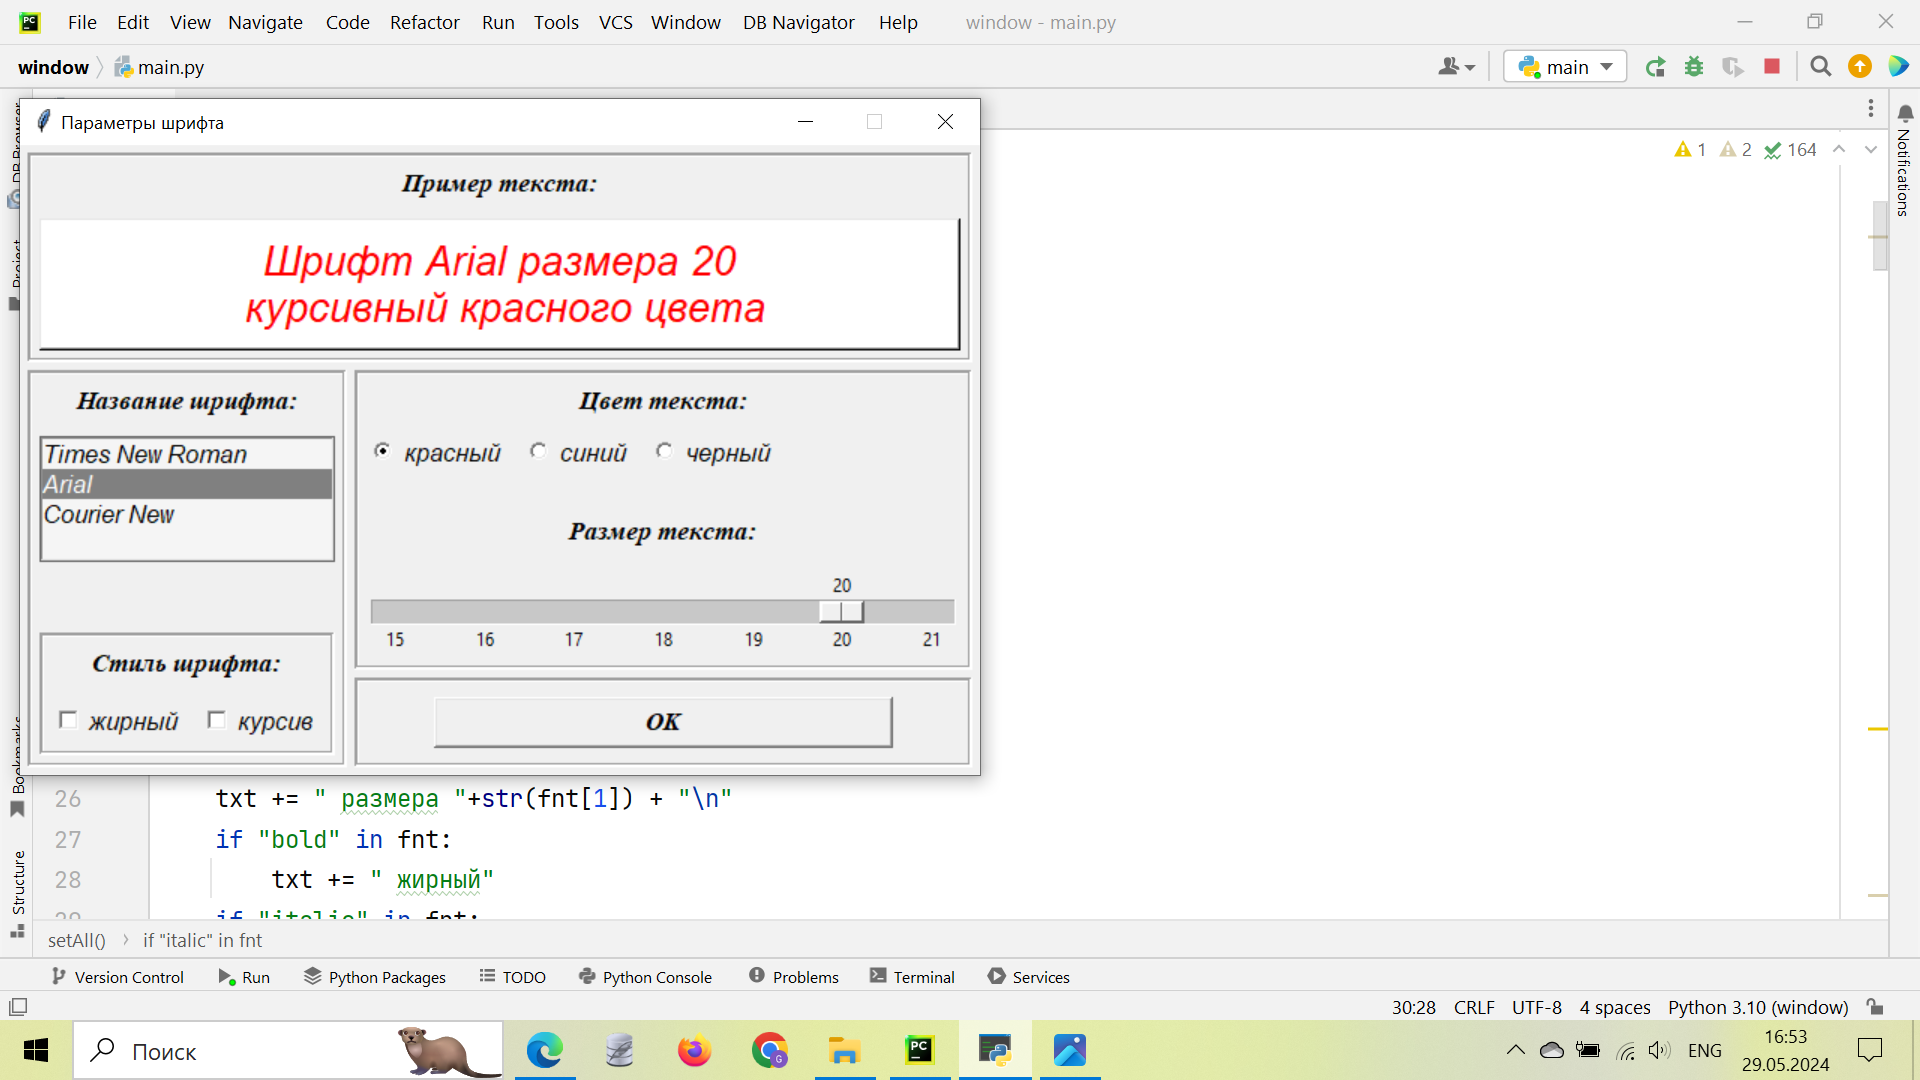 File Edit View Navigate Code Refactor Run Tools VCS Window DB Navigator Help window - main.py
window main.py main
Параметры шрифта
1 2 164
Notifications
Пример текста:
Шрифт Arial размера 20
курсивный красного цвета
Название шрифта:
Times New Roman
Arial
Courier New
Стиль шрифта:
жирный курсив
Цвет текста:
красный синий черный
Размер текста:
20
15 16 17 18 19 20 21
OK
Structure
26 txt += " размера "+str(fnt[1]) + "\n"
27 if "bold" in fnt:
28 txt += " жирный"
setAll() if "italic" in fnt
Version Control Run Python Packages TODO Python Console Problems Terminal Services
30:28 CRLF UTF-8 4 spaces Python 3.10 (window)
Поиск
ENG
16:53
29.05.2024